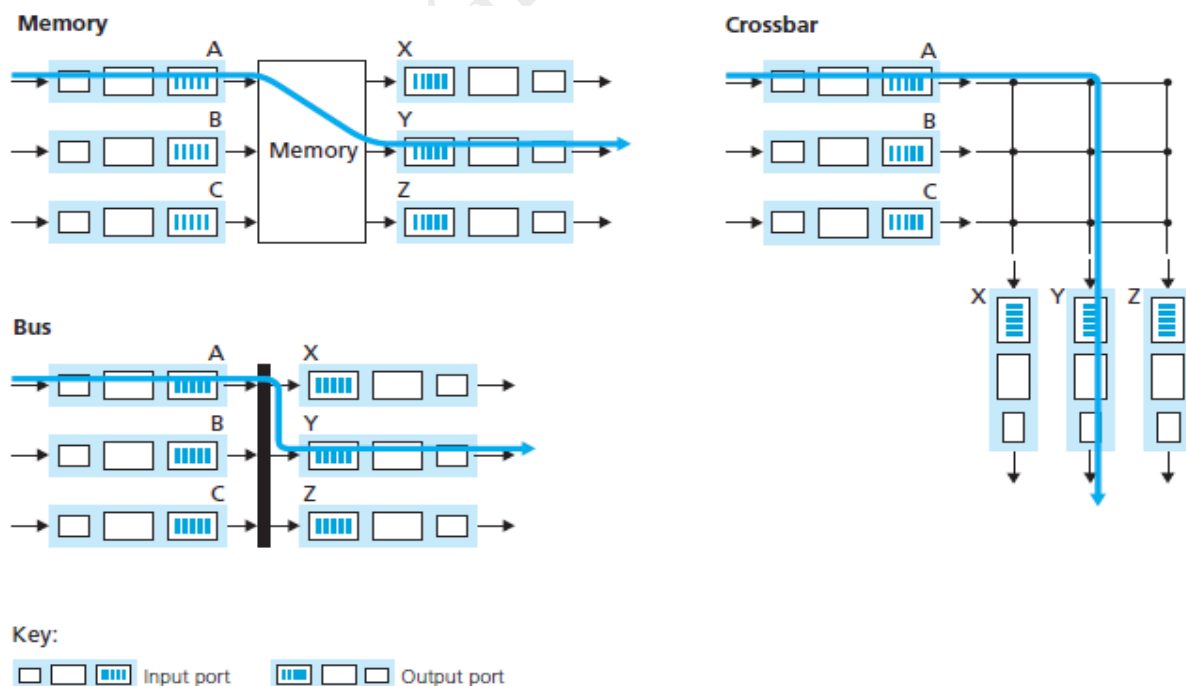 Memory
A
X
B
Y
Memory
C
Z
Crossbar
A
B
C
X
Y
Z
Bus
A
X
B
Y
C
Z
Key:
Input port
Output port